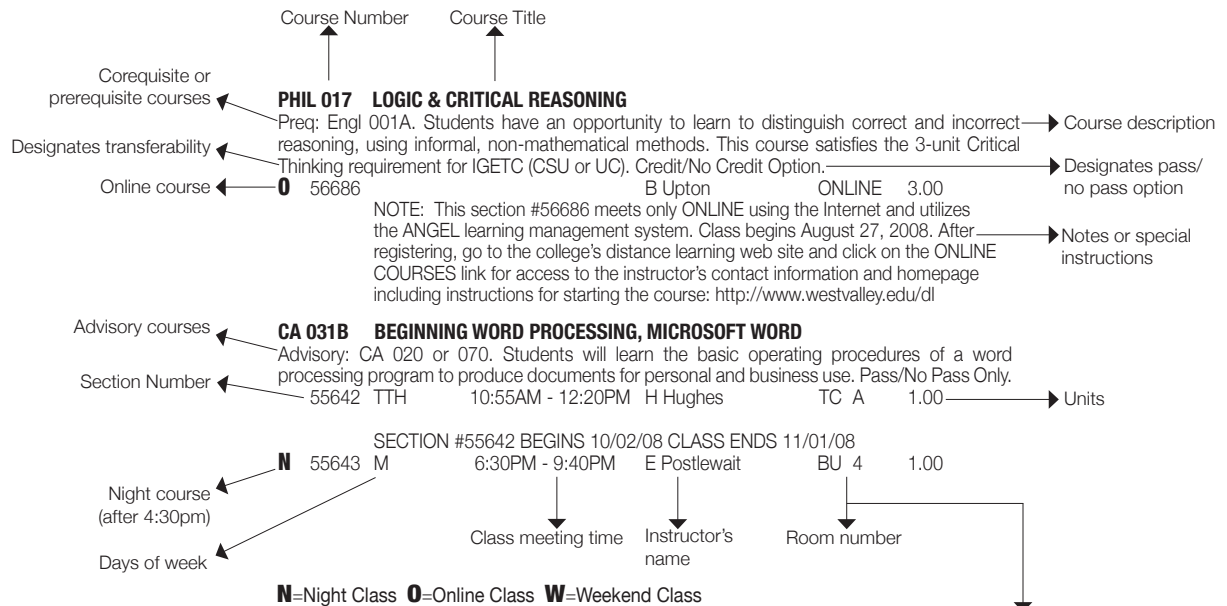 Course Number Course Title
Corequisite or
prerequisite courses
PHIL 017 LOGIC & CRITICAL REASONING
Preq: Engl 001A. Students have an opportunity to learn to distinguish correct and incorrect
Course description
reasoning, using informal, non-mathematical methods. This course satisfies the 3-unit Critical
Designates transferability
Thinking requirement for IGETC (CSU or UC). Credit/No Credit Option.
Designates pass/
no pass option
Online course
O 56686 B Upton ONLINE 3.00
NOTE: This section #56686 meets only ONLINE using the Internet and utilizes
the ANGEL learning management system. Class begins August 27, 2008. After
registering, go to the college's distance learning web site and click on the ONLINE
COURSES link for access to the instructor's contact information and homepage
including instructions for starting the course: http://www.westvalley.edu/dl
Notes or special
instructions
Advisory courses
CA 031B BEGINNING WORD PROCESSING, MICROSOFT WORD
Advisory: CA 020 or 070. Students will learn the basic operating procedures of a word
processing program to produce documents for personal and business use. Pass/No Pass Only.
Section Number
55642 TTH 10:55AM - 12:20PM H Hughes TC A 1.00
Units
SECTION #55642 BEGINS 10/02/08 CLASS ENDS 11/01/08
N 55643 M 6:30PM - 9:40PM E Postlewait BU 4 1.00
Night course
(after 4:30pm)
Days of week
Class meeting time
Instructor's
name
Room number
N=Night Class O=Online Class W=Weekend Class